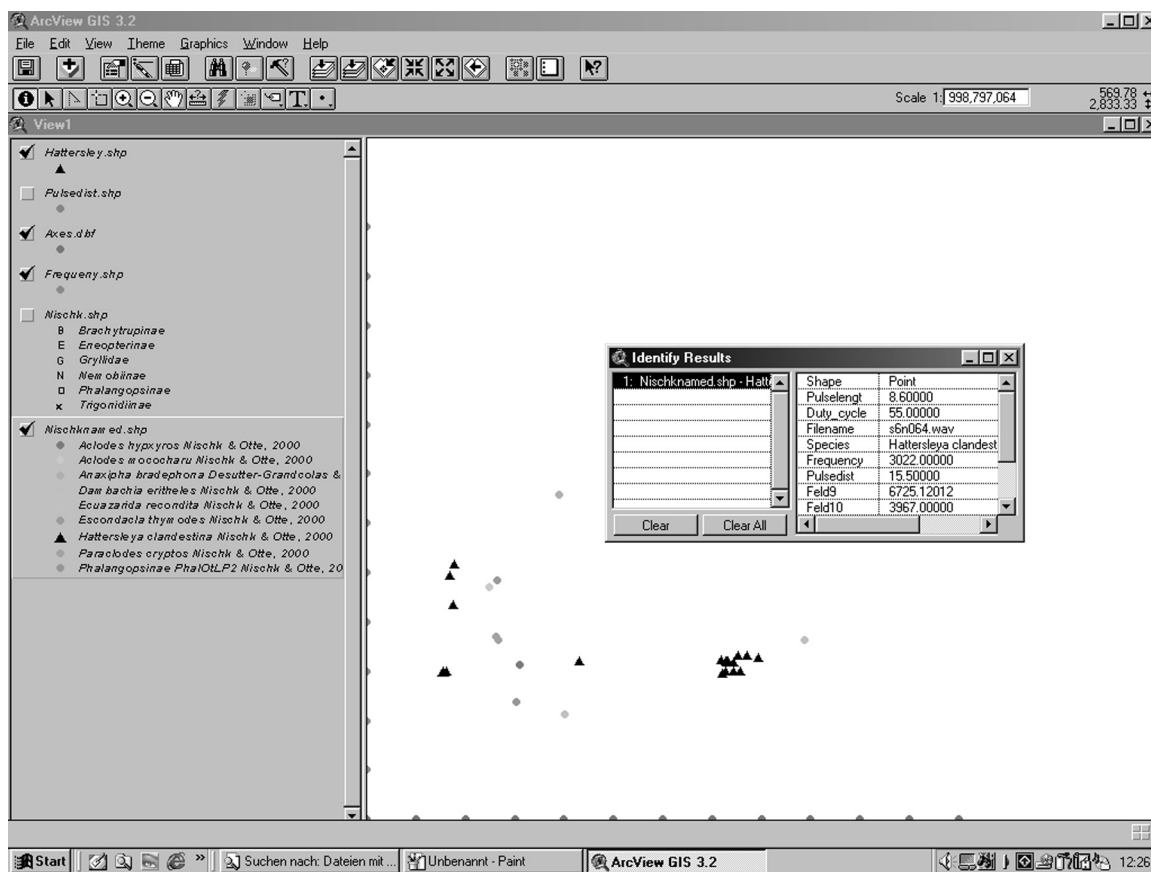 ArcView GIS 3.2
File Edit View Theme Graphics Window Help
Scale 1: 998,797,064
569.78
2,833.33
View1
Hattersley.shp
Pulsedist.shp
Axes.dbf
Frequeny.shp
Nischk.shp
B Brachytrupinae
E Eneopterinae
G Gryllidae
N Nemobiinae
Phalangopsinae
x Trigonidiinae
Nischknamed.shp
Aclodes hypxyros Nischk & Otte, 2000
Aclodes mocochara Nischk & Otte, 2000
Anaxipha bradephona Desutter-Grandcolas &
Dambachia eritheles Nischk & Otte, 2000
Ecuazarida recondita Nischk & Otte, 2000
Escondacla thymodes Nischk & Otte, 2000
Hattersleya clandestina Nischk & Otte, 2000
Paraclodes cryptos Nischk & Otte, 2000
Phalangopsinae PhalOtLP2 Nischk & Otte, 20
Identify Results
1: Nischknamed.shp - Hatt
Shape Point
Pulselengt 8.60000
Duty_cycle 55.00000
Filename s6n064.wav
Species Hattersleya clandest
Frequency 3022.00000
Pulsedist 15.50000
Feld9 6725.12012
Feld10 3967.00000
Clear Clear All
Start
»
Suchen nach: Dateien mit ...
Unbenannt - Paint
ArcView GIS 3.2
12:26